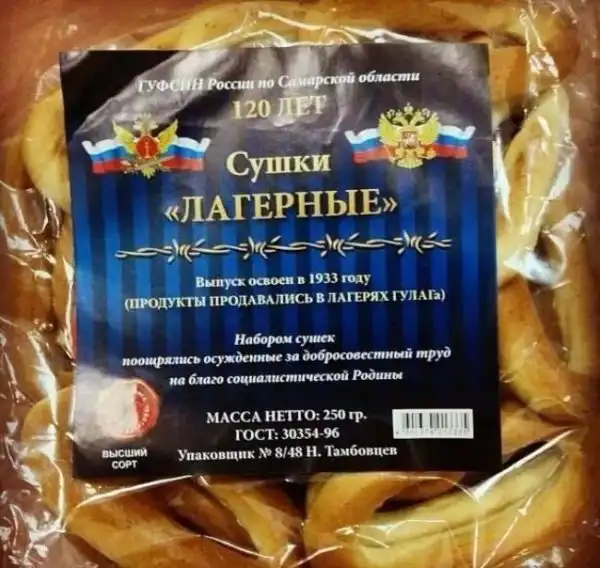 ГУФСИН России по Самарской области
120 ЛЕТ
Сушки
«ЛАГЕРНЫЕ»
Выпуск освоен в 1933 году
(ПРОДУКТЫ ПРОДАВАЛИСЬ В ЛАГЕРЯХ ГУЛАГа)
Набором сушек
поощрялись осужденные за добросовестный труд
на благо социалистической Родины
МАССА НЕТТО: 250 гр.
ГОСТ: 30354-96
Упаковщик № 8/48 Н. Тамбовцев
ВЫСШИЙ
СОРТ